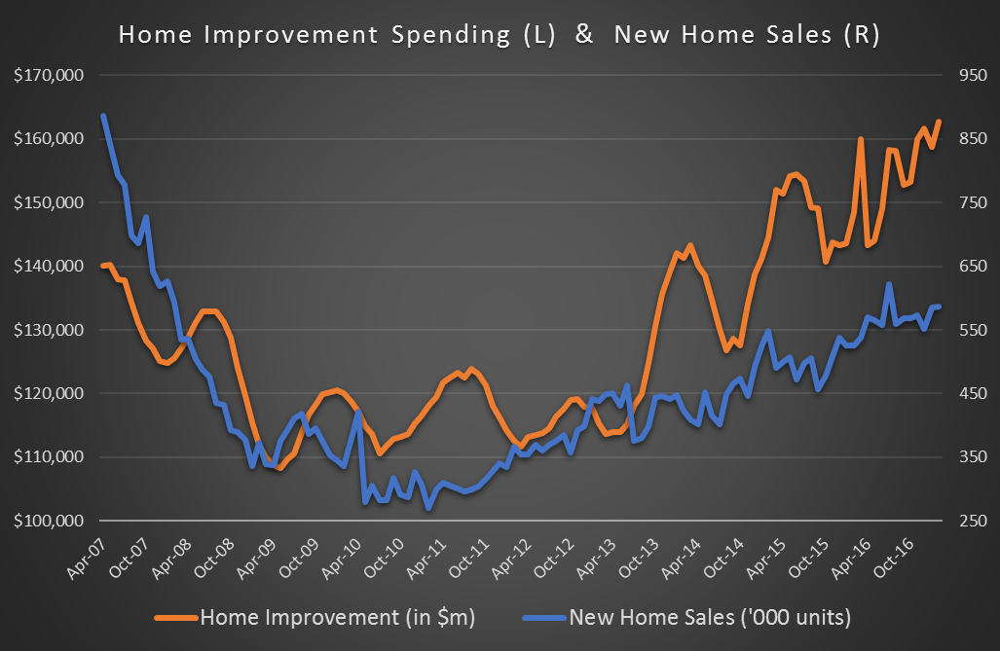 Home Improvement Spending (L) & New Home Sales (R)
$170,000
$160,000
$150,000
$140,000
$130,000
$120,000
$110,000
$100,000
950
850
750
650
550
450
350
250
Apr-07
Oct-07
Apr-08
Oct-08
Apr-09
Oct-09
Apr-10
Oct-10
Apr-11
Oct-11
Apr-12
Oct-12
Apr-13
Oct-13
Apr-14
Oct-14
Apr-15
Oct-15
Apr-16
Oct-16
Home Improvement (in $m)
New Home Sales ('000 units)